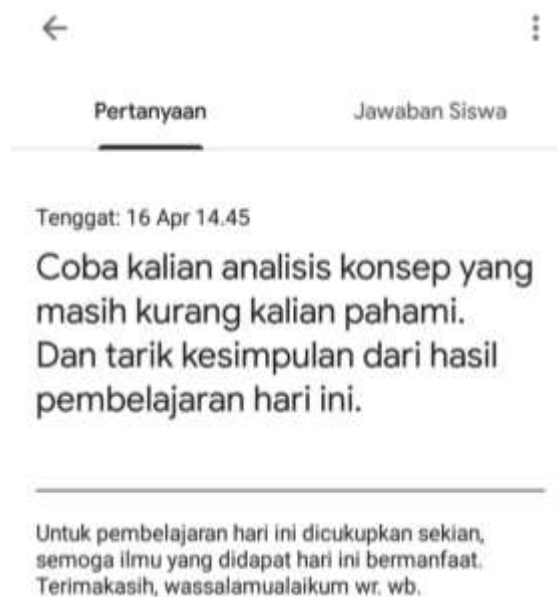 Pertanyaan
Jawaban Siswa
Tenggat: 16 Apr 14.45
Coba kalian analisis konsep yang
masih kurang kalian pahami.
Dan tarik kesimpulan dari hasil
pembelajaran hari ini.
Untuk pembelajaran hari ini dicukupkan sekian,
semoga ilmu yang didapat hari ini bermanfaat.
Terimakasih, wassalamualaikum wr. wb.